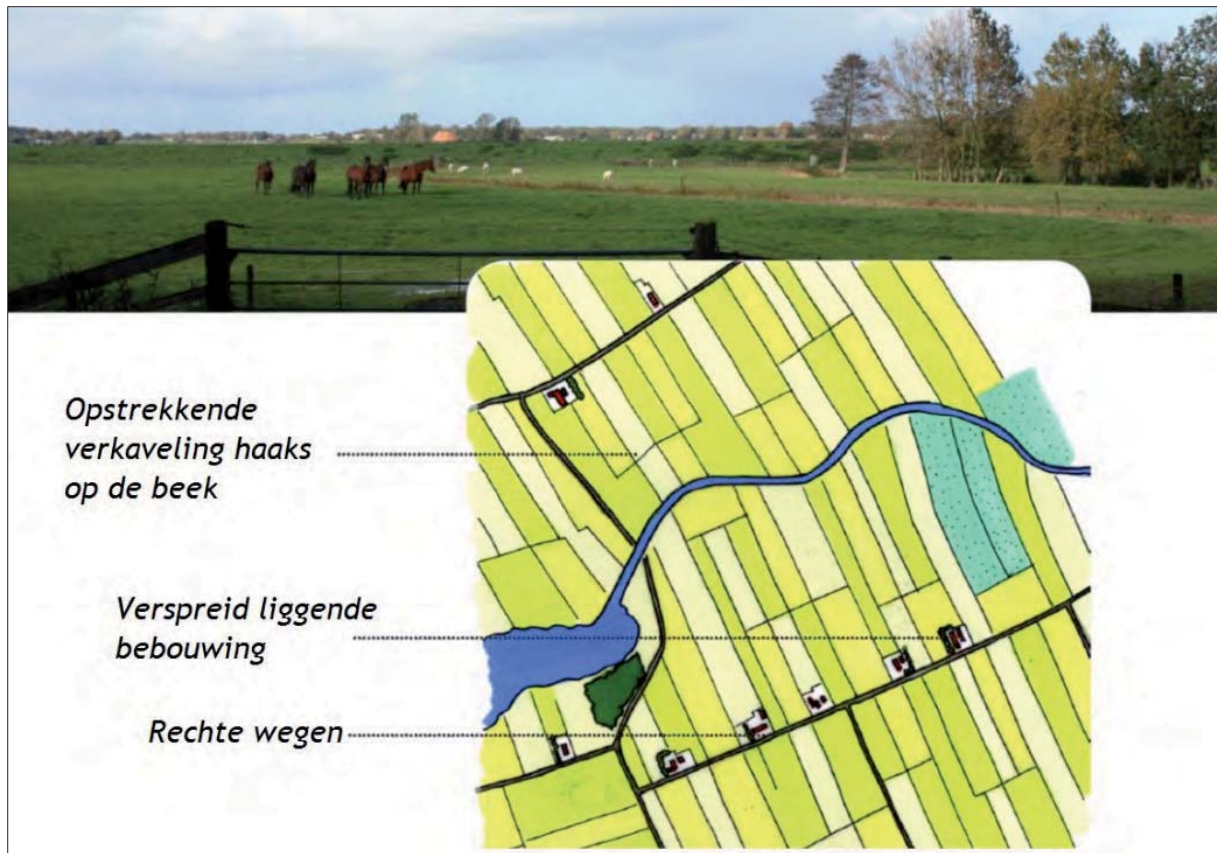 Opstrekkende
verkaveling haaks
op de beek
Verspreid liggende
bebouwing
Rechte wegen